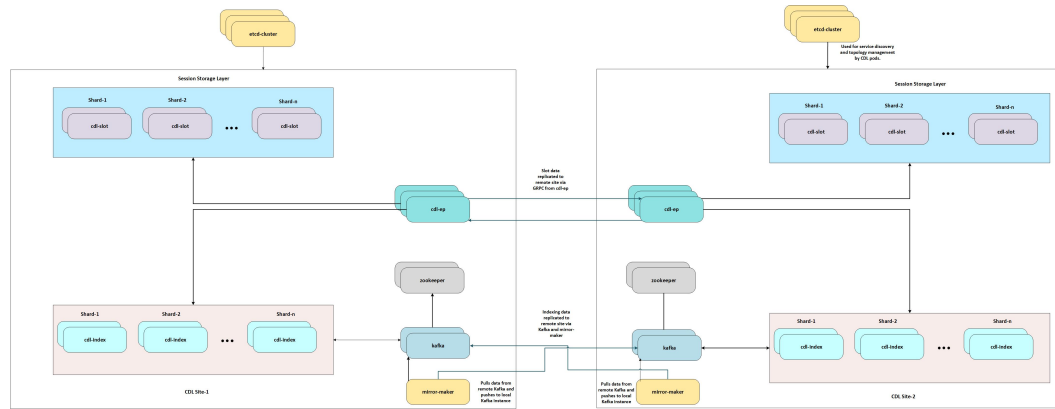 etcd-cluster
etcd-cluster
Used for service discovery
and topology management
by CDL pods.
Session Storage Layer
Shard-1
Shard-2
Shard-n
cdl-slot
cdl-slot
cdl-slot
Session Storage Layer
Shard-1
Shard-2
Shard-n
cdl-slot
cdl-slot
cdl-slot
Slot data
replicated to
remote site via
GRPC from cdl-ep
cdl-ep
cdl-ep
zookeeper
zookeeper
Shard-1
Shard-2
Shard-n
cdl-index
cdl-index
cdl-index
Indexing data
replicated to
remote site via
Kafka and mirror-
maker
kafka
kafka
Shard-1
Shard-2
Shard-n
cdl-index
cdl-index
cdl-index
CDL Site-1
mirror-maker
Pulls data from
remote Kafka and
pushes to local
Kafka instance
Pulls data from
remote Kafka and
pushes to local
Kafka instance
mirror-maker
CDL Site-2